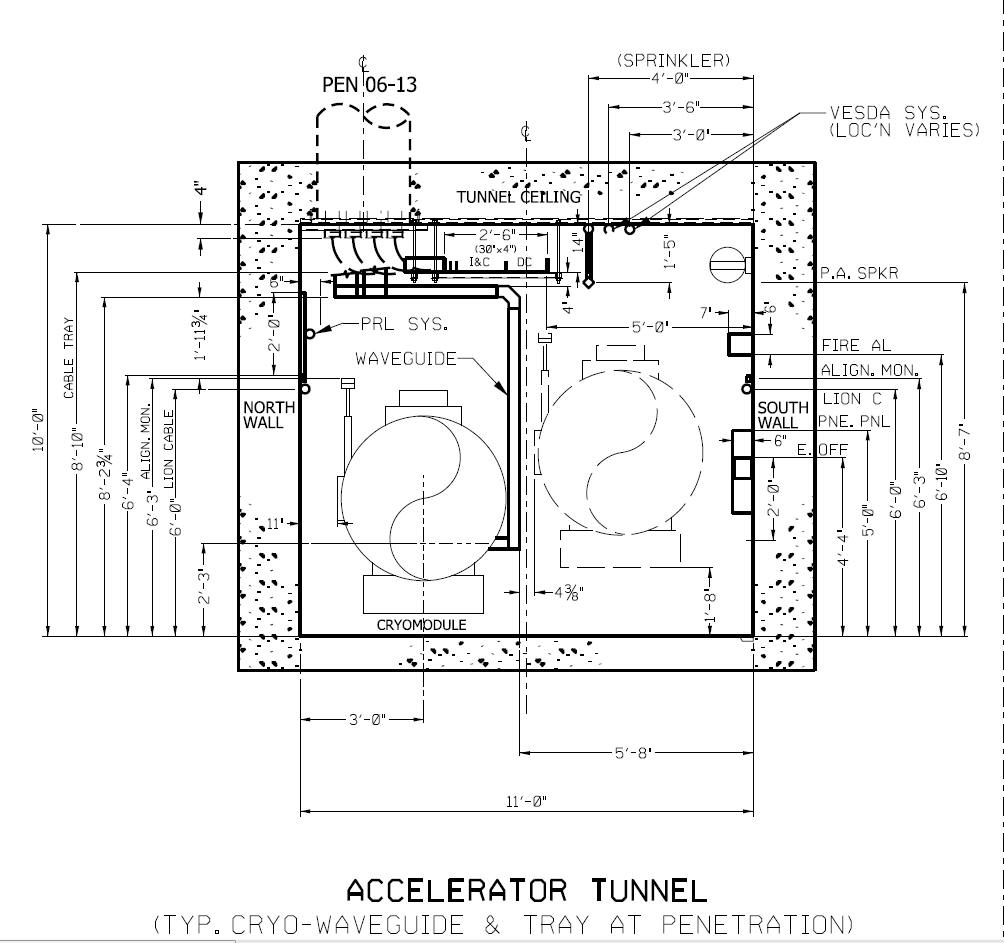 (SPRINKLER)
4'-0"
℄
PEN 06-13
3'-6"
VESDA SYS.
(LOC'N VARIES)
℄
3'-0"
4"
TUNNEL CEILING
2'-6"
(30"x4")
I&C
DC
14"
1'-5"
P.A. SPKR
6"
4"
7"
6"
5'-0"
PRL SYS.
1'-11¾"
2'-0"
WAVEGUIDE
FIRE AL
ALIGN. MON.
LION C
PNE. PNL
E. OFF
CABLE TRAY
ALIGN. MON.
LION CABLE
NORTH
WALL
SOUTH
WALL
6"
10'-0"
8'-10"
8'-2¾"
6'-4"
6'-3"
6'-0"
11"
2'-3"
2'-0"
4'-4"
5'-0"
6'-0"
6'-3"
6'-10"
8'-7"
4⅜"
1'-8"
CRYOMODULE
3'-0"
5'-8"
11'-0"
ACCELERATOR TUNNEL
(TYP. CRYO-WAVEGUIDE & TRAY AT PENETRATION)